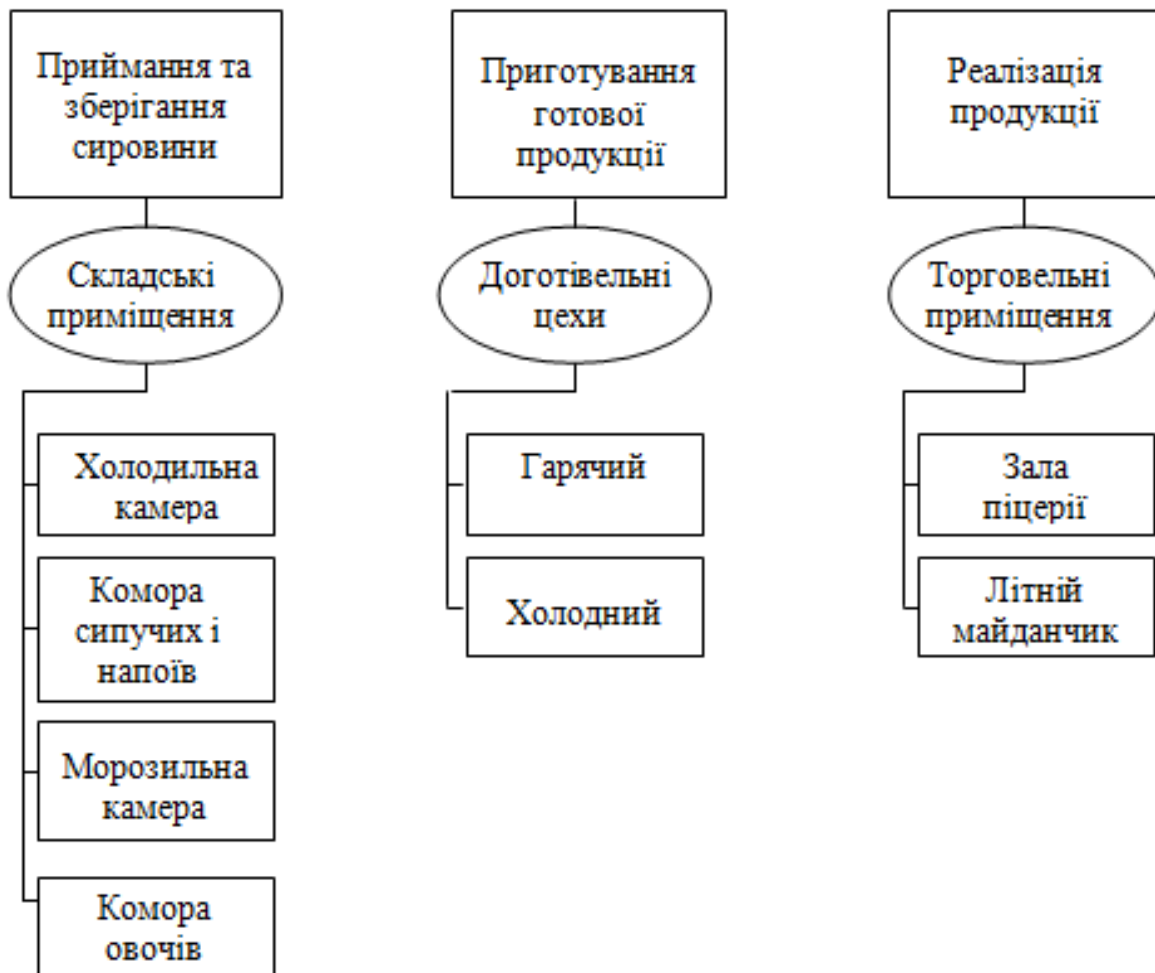 Приймання та
зберігання
сировини
Складські
приміщення
Холодильна
камера
Комора
сипучих і
напоїв
Морозильна
камера
Комора
овочів
Приготування
готової
продукції
Доготівельні
цехи
Гарячий
Холодний
Реалізація
продукції
Торговельні
приміщення
Зала
піцерії
Літній
майданчик